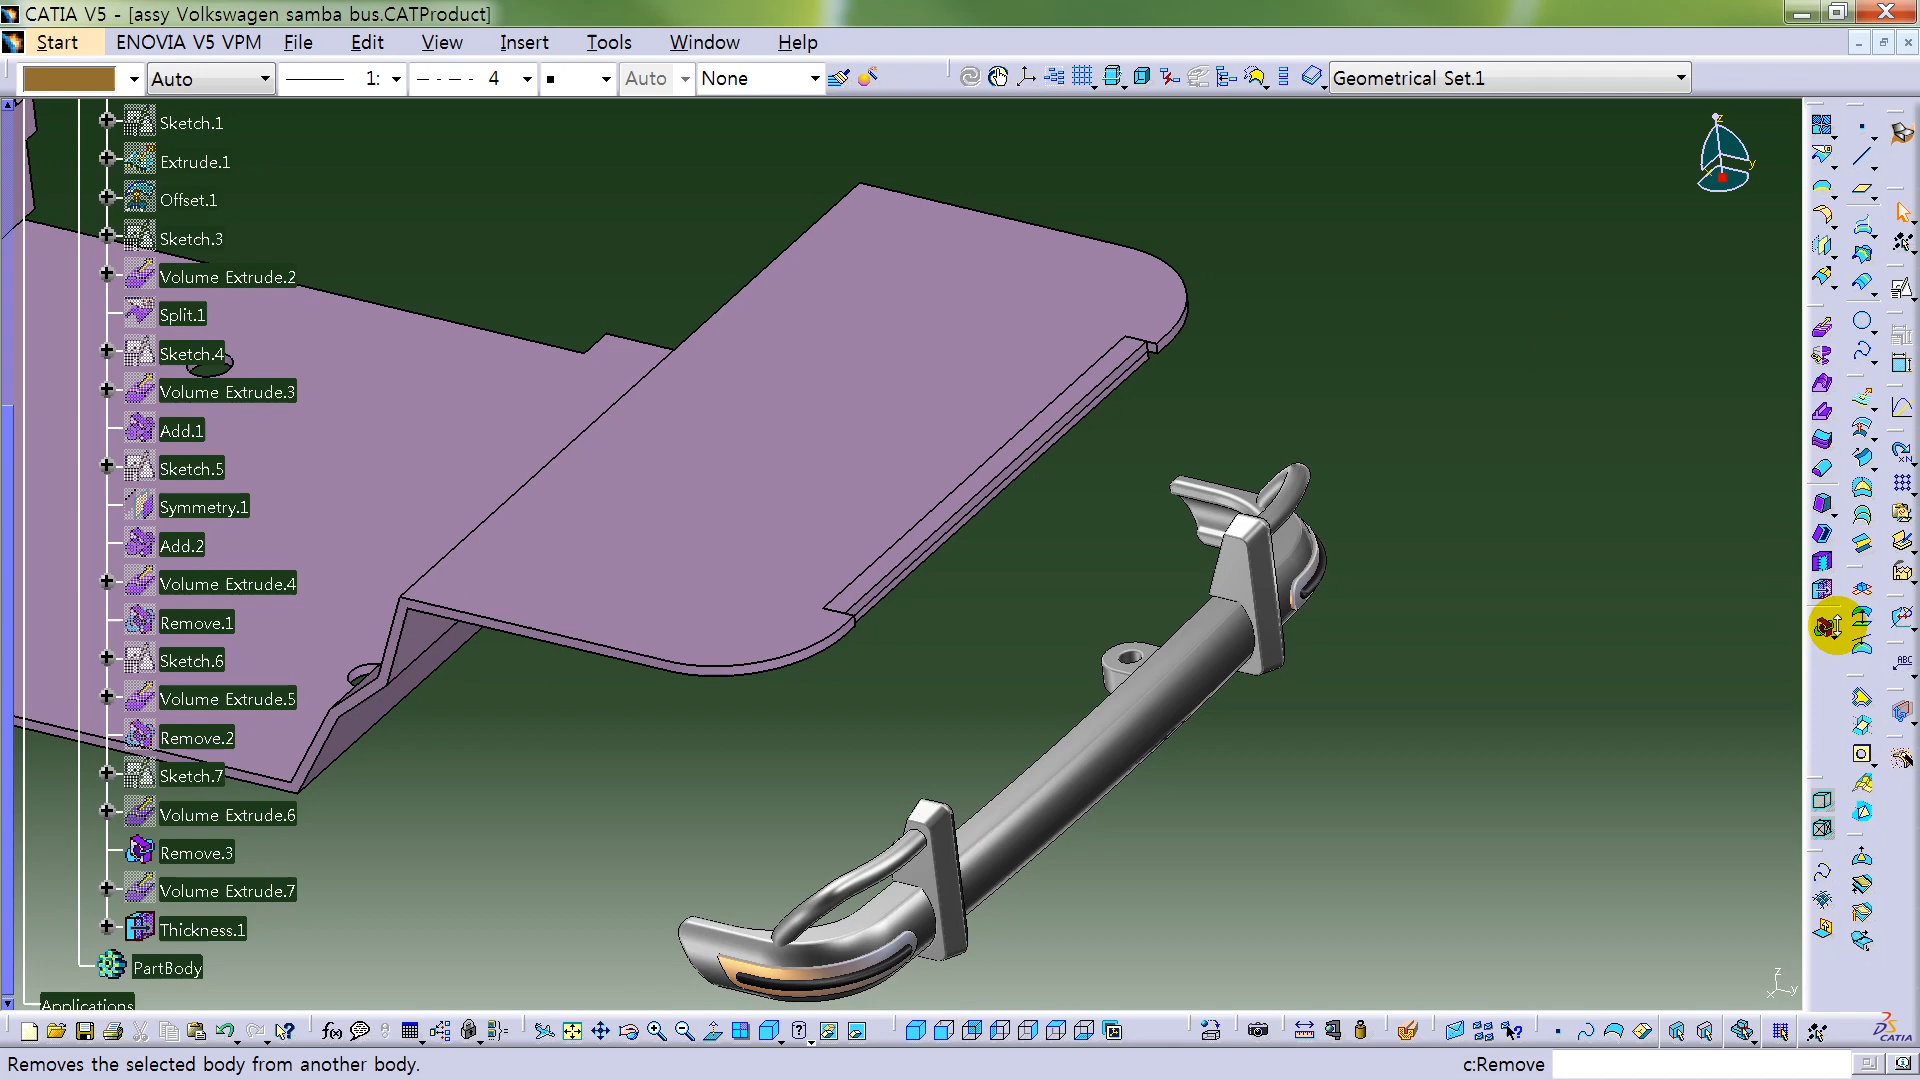 CATIA V5 - [assy Volkswagen samba bus.CATProduct]
Start ENOVIA V5 VPM File Edit View Insert Tools Window Help
Auto 1: 4 Auto None Geometrical Set.1
Sketch.1
Extrude.1
Offset.1
Sketch.3
Volume Extrude.2
Split.1
Sketch.4
Volume Extrude.3
Add.1
Sketch.5
Symmetry.1
Add.2
Volume Extrude.4
Remove.1
Sketch.6
Volume Extrude.5
Remove.2
Sketch.7
Volume Extrude.6
Remove.3
Volume Extrude.7
Thickness.1
PartBody
Applications
z
y
z
x y
ABC
f(x)
CATIA
Removes the selected body from another body. c:Remove